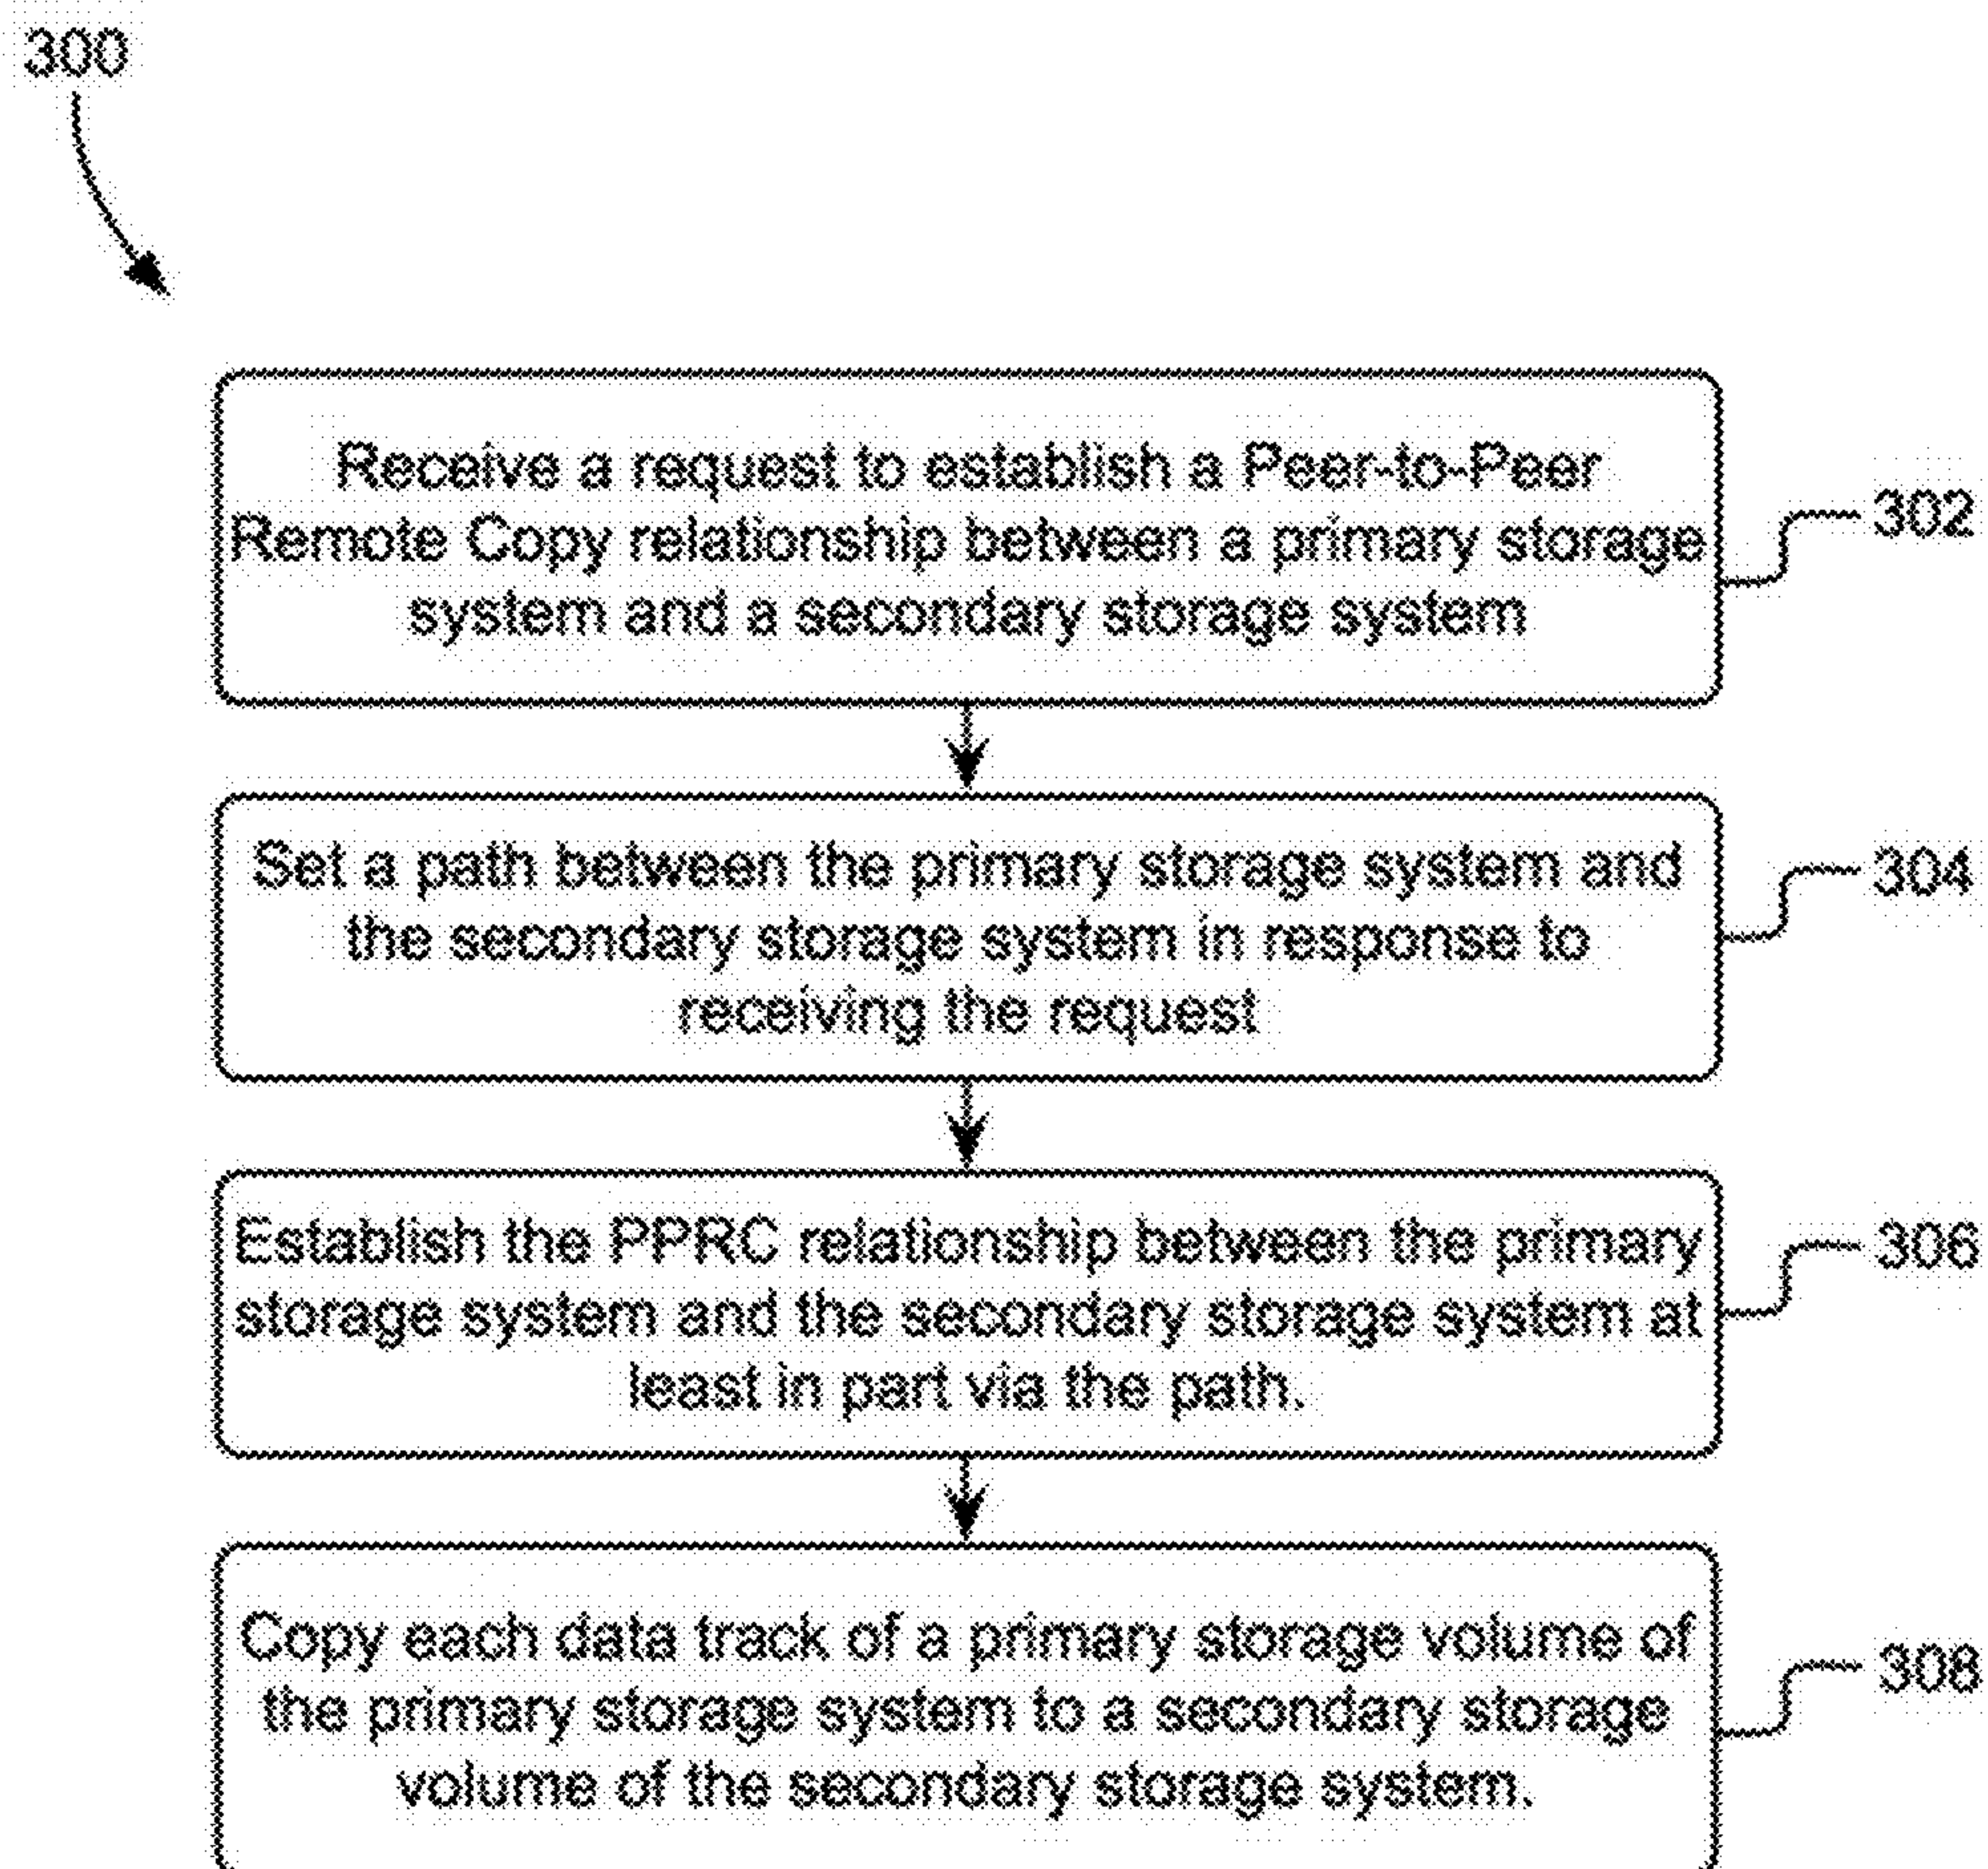 300
Receive a request to establish a Peer-to-Peer
Remote Copy relationship between a primary storage
system and a secondary storage system
302
Set a path between the primary storage system and
the secondary storage system in response to
receiving the request
304
Establish the PPRC relationship between the primary
storage system and the secondary storage system at
least in part via the path.
306
Copy each data track of a primary storage volume of
the primary storage system to a secondary storage
volume of the secondary storage system.
308